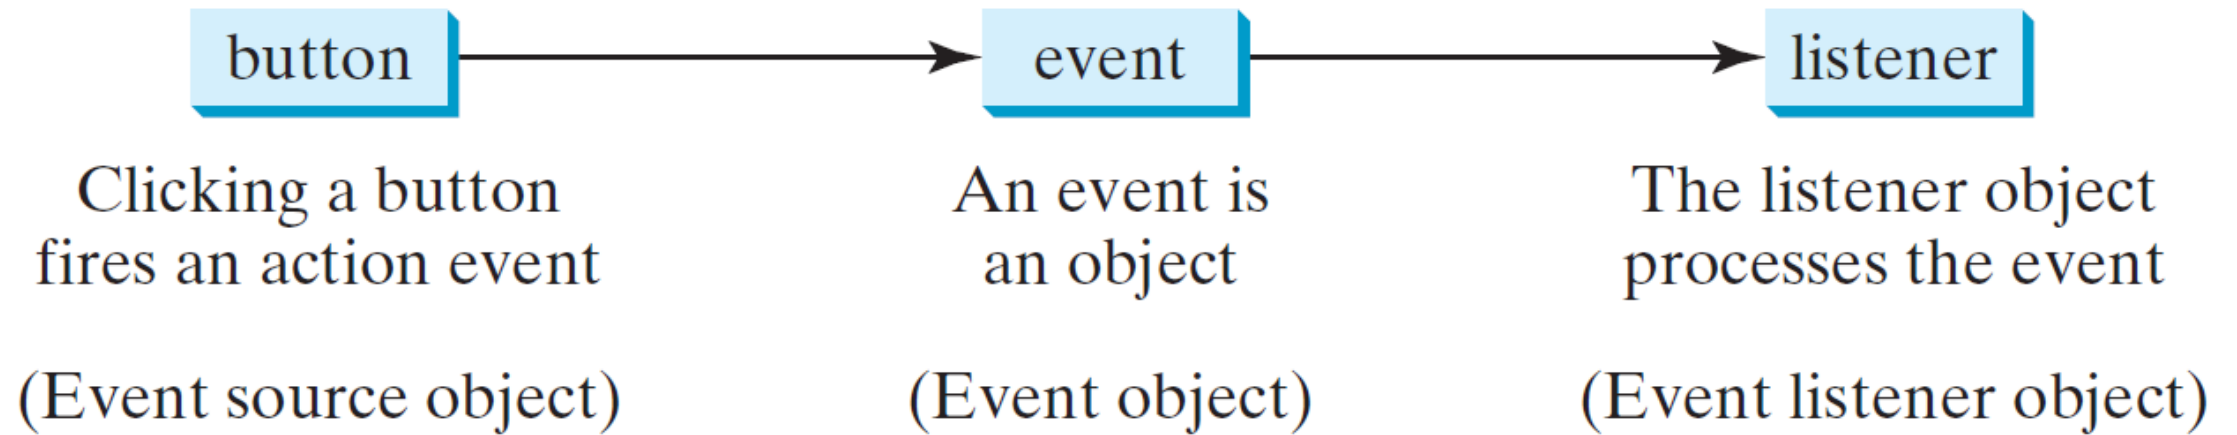 button
event
listener
Clicking a button
fires an action event
(Event source object)
An event is
an object
(Event object)
The listener object
processes the event
(Event listener object)